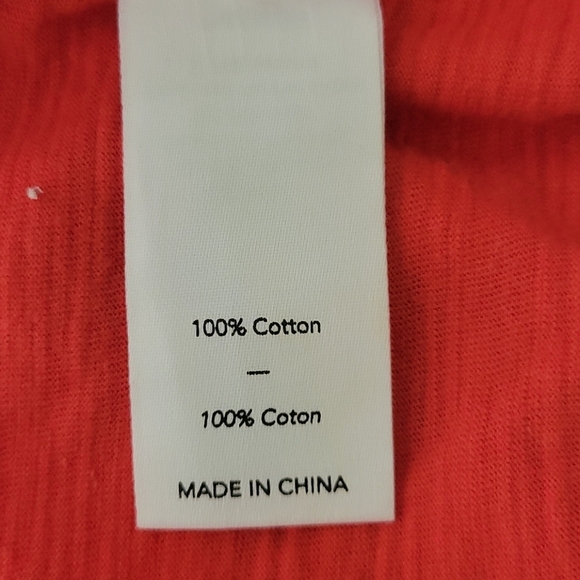 100% Cotton
—
100% Coton
MADE IN CHINA